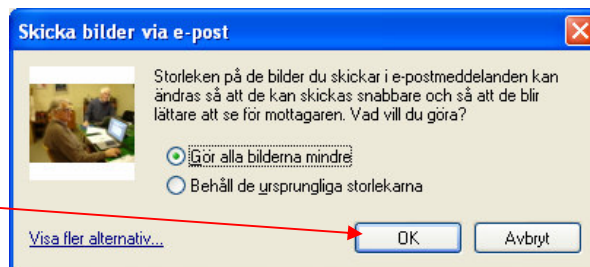 Skicka bilder via e-post
Storleken på de bilder du skickar i e-postmeddelanden kan
ändras så att de kan skickas snabbare och så att de blir
lättare att se för mottagaren. Vad vill du göra?
Gör alla bilderna mindre
Behåll de ursprungliga storlekarna
Visa fler alternativ...
OK
Avbryt